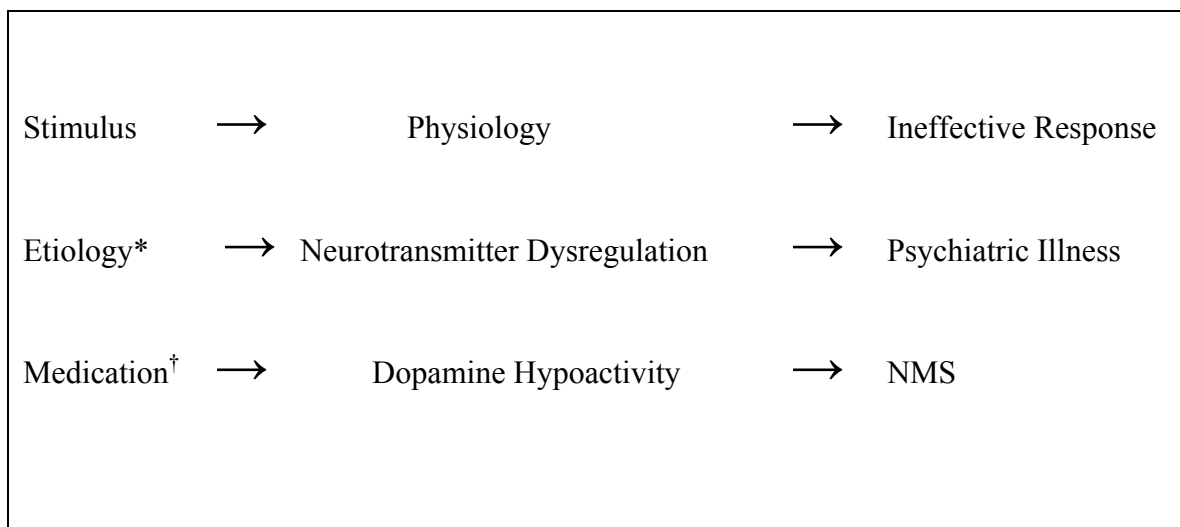 Stimulus → Physiology → Ineffective Response
Etiology* → Neurotransmitter Dysregulation → Psychiatric Illness
Medication† → Dopamine Hypoactivity → NMS